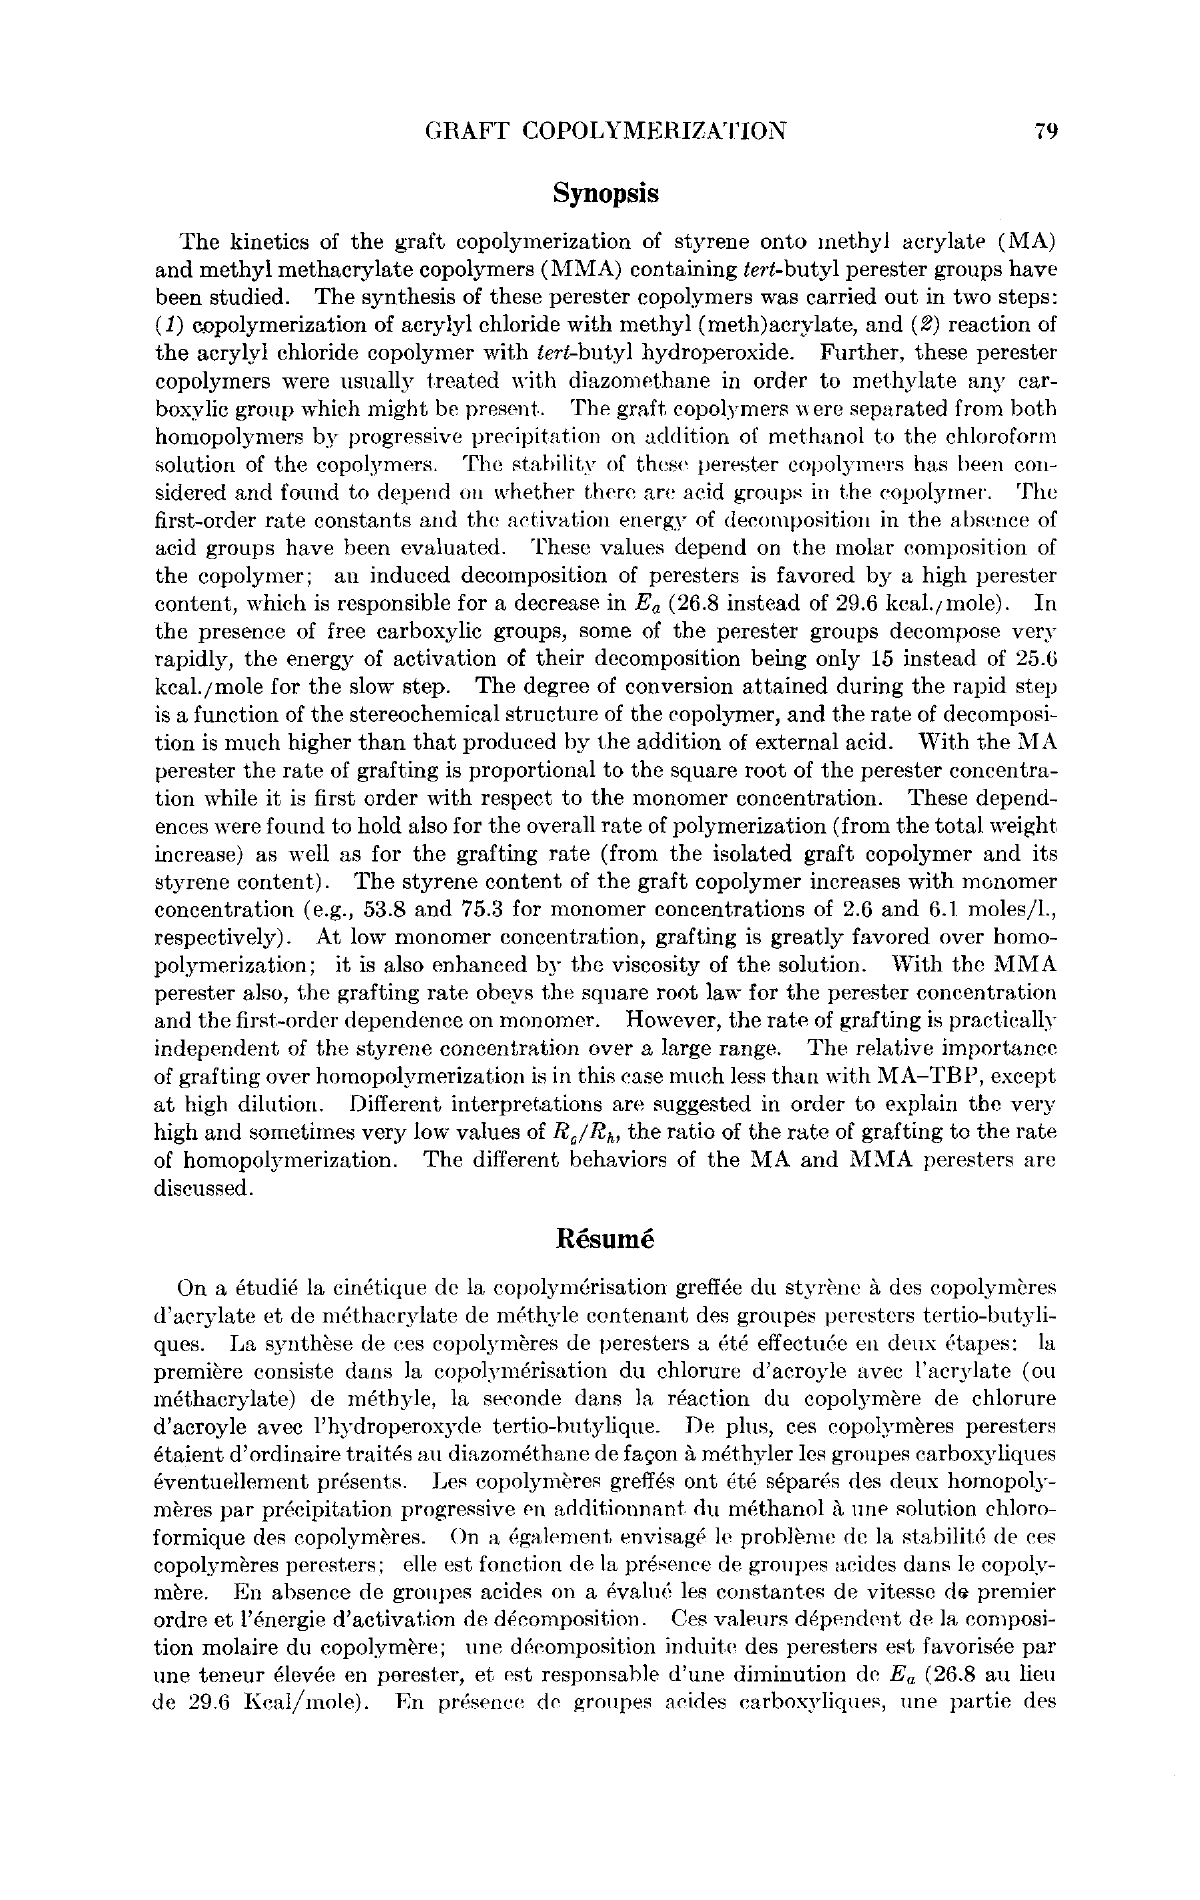 GRAFT COPOLYMERIZATION 79
Synopsis
The kinetics of the graft copolymerization of styrene onto methyl acrylate (MA)
and methyl methacrylate copolymers (MMA) containing tert-butyl perester groups have
been studied. The synthesis of these perester copolymers was carried out in two steps:
(1) copolymerization of acrylyl chloride with methyl (meth)acrylate, and (2) reaction of
the acrylyl chloride copolymer with tert-butyl hydroperoxide. Further, these perester
copolymers were usually treated with diazomethane in order to methylate any car-
boxylic group which might be present. The graft copolymers were separated from both
homopolymers by progressive precipitation on addition of methanol to the chloroform
solution of the copolymers. The stability of these perester copolymers has been con-
sidered and found to depend on whether there are acid groups in the copolymer. The
first-order rate constants and the activation energy of decomposition in the absence of
acid groups have been evaluated. These values depend on the molar composition of
the copolymer; an induced decomposition of peresters is favored by a high perester
content, which is responsible for a decrease in Ea (26.8 instead of 29.6 kcal./mole). In
the presence of free carboxylic groups, some of the perester groups decompose very
rapidly, the energy of activation of their decomposition being only 15 instead of 25.6
kcal./mole for the slow step. The degree of conversion attained during the rapid step
is a function of the stereochemical structure of the copolymer, and the rate of decomposi-
tion is much higher than that produced by the addition of external acid. With the MA
perester the rate of grafting is proportional to the square root of the perester concentra-
tion while it is first order with respect to the monomer concentration. These depend-
ences were found to hold also for the overall rate of polymerization (from the total weight
increase) as well as for the grafting rate (from the isolated graft copolymer and its
styrene content). The styrene content of the graft copolymer increases with monomer
concentration (e.g., 53.8 and 75.3 for monomer concentrations of 2.6 and 6.1 moles/l.,
respectively). At low monomer concentration, grafting is greatly favored over homo-
polymerization; it is also enhanced by the viscosity of the solution. With the MMA
perester also, the grafting rate obeys the square root law for the perester concentration
and the first-order dependence on monomer. However, the rate of grafting is practically
independent of the styrene concentration over a large range. The relative importance
of grafting over homopolymerization is in this case much less than with MA–TBP, except
at high dilution. Different interpretations are suggested in order to explain the very
high and sometimes very low values of RG/Rh, the ratio of the rate of grafting to the rate
of homopolymerization. The different behaviors of the MA and MMA peresters are
discussed.
Résumé
On a étudié la cinétique de la copolymérisation greffée du styrène à des copolymères
d'acrylate et de méthacrylate de méthyle contenant des groupes peresters tertio-butyli-
ques. La synthèse de ces copolymères de peresters a été effectuée en deux étapes: la
première consiste dans la copolymérisation du chlorure d'acroyle avec l'acrylate (ou
méthacrylate) de méthyle, la seconde dans la réaction du copolymère de chlorure
d'acroyle avec l'hydroperoxyde tertio-butylique. De plus, ces copolymères peresters
étaient d'ordinaire traités au diazométhane de façon à méthyler les groupes carboxyliques
éventuellement présents. Les copolymères greffés ont été séparés des deux homopoly-
mères par précipitation progressive en additionnant du méthanol à une solution chloro-
formique des copolymères. On a également envisagé le problème de la stabilité de ces
copolymères peresters; elle est fonction de la présence de groupes acides dans le copoly-
mère. En absence de groupes acides on a évalué les constantes de vitesse de premier
ordre et l'énergie d'activation de décomposition. Ces valeurs dépendent de la composi-
tion molaire du copolymère; une décomposition induite des peresters est favorisée par
une teneur élevée en perester, et est responsable d'une diminution de Ea (26.8 au lieu
de 29.6 Kcal/mole). En présence de groupes acides carboxyliques, une partie des